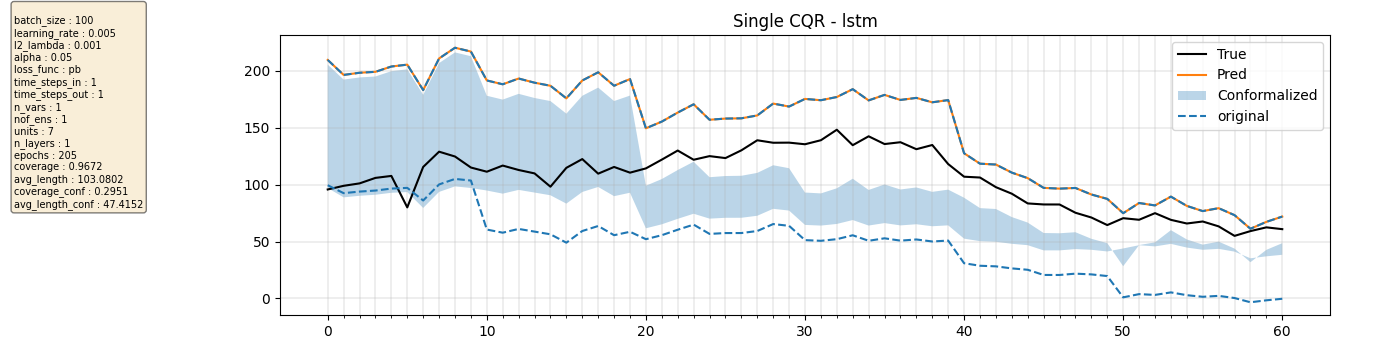 batch_size : 100
learning_rate : 0.005
l2_lambda : 0.001
alpha : 0.05
loss_func : pb
time_steps_in : 1
time_steps_out : 1
n_vars : 1
nof_ens : 1
units : 7
n_layers : 1
epochs : 205
coverage : 0.9672
avg_length : 103.0802
coverage_conf : 0.2951
avg_length_conf : 47.4152
Single CQR - lstm
True
Pred
Conformalized
original
200
150
100
50
0
0 10 20 30 40 50 60